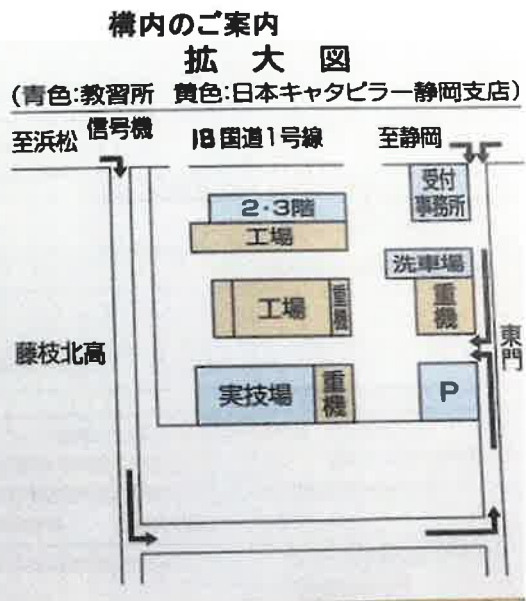 構内のご案内
拡大図
(青色:教習所 黄色:日本キャタピラー静岡支店)
至浜松 信号機 旧国道1号線 至静岡
受付
事務所
2・3階
工場
洗車場
工場
重機
重機
東門
藤枝北高
実技場
重機
P